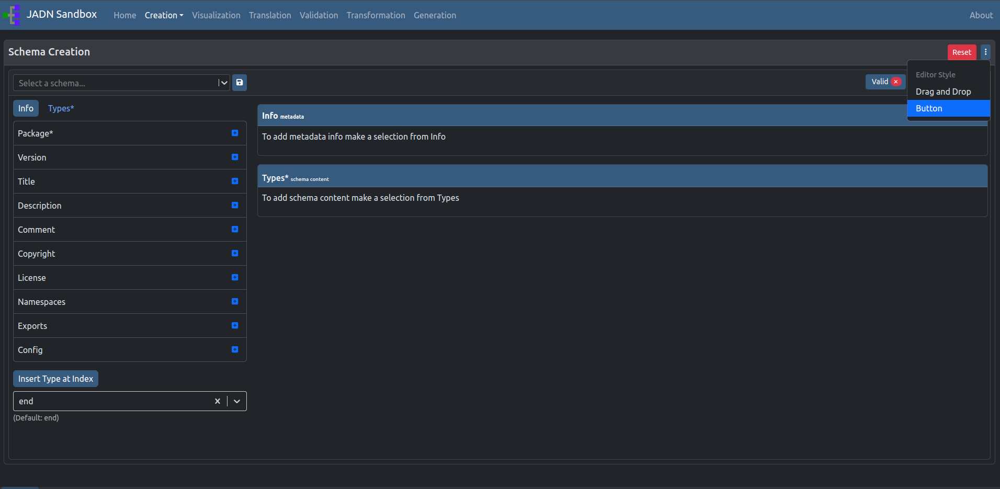 JADN Sandbox Home Creation Visualization Translation Validation Transformation Generation About
Schema Creation Reset
Select a schema... Valid
Editor Style
Drag and Drop
Button
Info Types*
Package*
Version
Title
Description
Comment
Copyright
License
Namespaces
Exports
Config
Insert Type at Index
end
(Default: end)
Info metadata
To add metadata info make a selection from Info
Types* schema content
To add schema content make a selection from Types